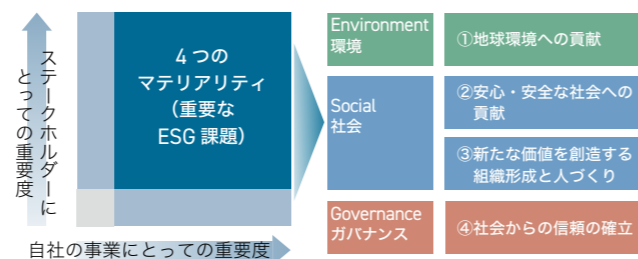 ステークホルダーに
とっての重要度
4つの
マテリアリティ
(重要な
ESG 課題)
自社の事業にとっての重要度
Environment
環境
①地球環境への貢献
Social
社会
②安心・安全な社会への
貢献
③新たな価値を創造する
組織形成と人づくり
Governance
ガバナンス
④社会からの信頼の確立